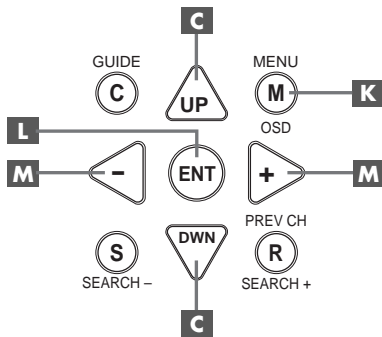 C
GUIDE
MENU
C
UP
M
K
OSD
L
M
-
ENT
+
M
DWN
PREV CH
S
R
SEARCH –
SEARCH +
C